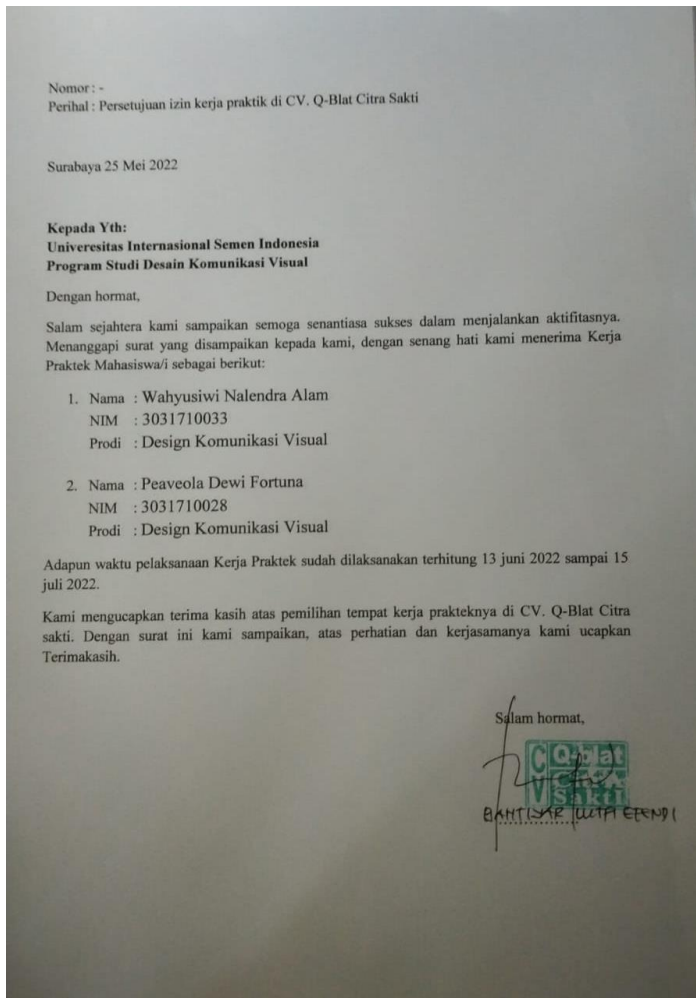 Nomor : -
Perihal : Persetujuan izin kerja praktik di CV. Q-Blat Citra Sakti
Surabaya 25 Mei 2022
Kepada Yth:
Univeresitas Internasional Semen Indonesia
Program Studi Desain Komunikasi Visual
Dengan hormat,
Salam sejahtera kami sampaikan semoga senantiasa sukses dalam menjalankan aktifitasnya.
Menanggapi surat yang disampaikan kepada kami, dengan senang hati kami menerima Kerja
Praktek Mahasiswa/i sebagai berikut:
1. Nama : Wahyusiwi Nalendra Alam
NIM : 3031710033
Prodi : Design Komunikasi Visual
2. Nama : Peaveola Dewi Fortuna
NIM : 3031710028
Prodi : Design Komunikasi Visual
Adapun waktu pelaksanaan Kerja Praktek sudah dilaksanakan terhitung 13 juni 2022 sampai 15
juli 2022.
Kami mengucapkan terima kasih atas pemilihan tempat kerja prakteknya di CV. Q-Blat Citra
sakti. Dengan surat ini kami sampaikan, atas perhatian dan kerjasamanya kami ucapkan
Terimakasih.
Salam hormat,
CV Q-blat
Sakti
EFENDI